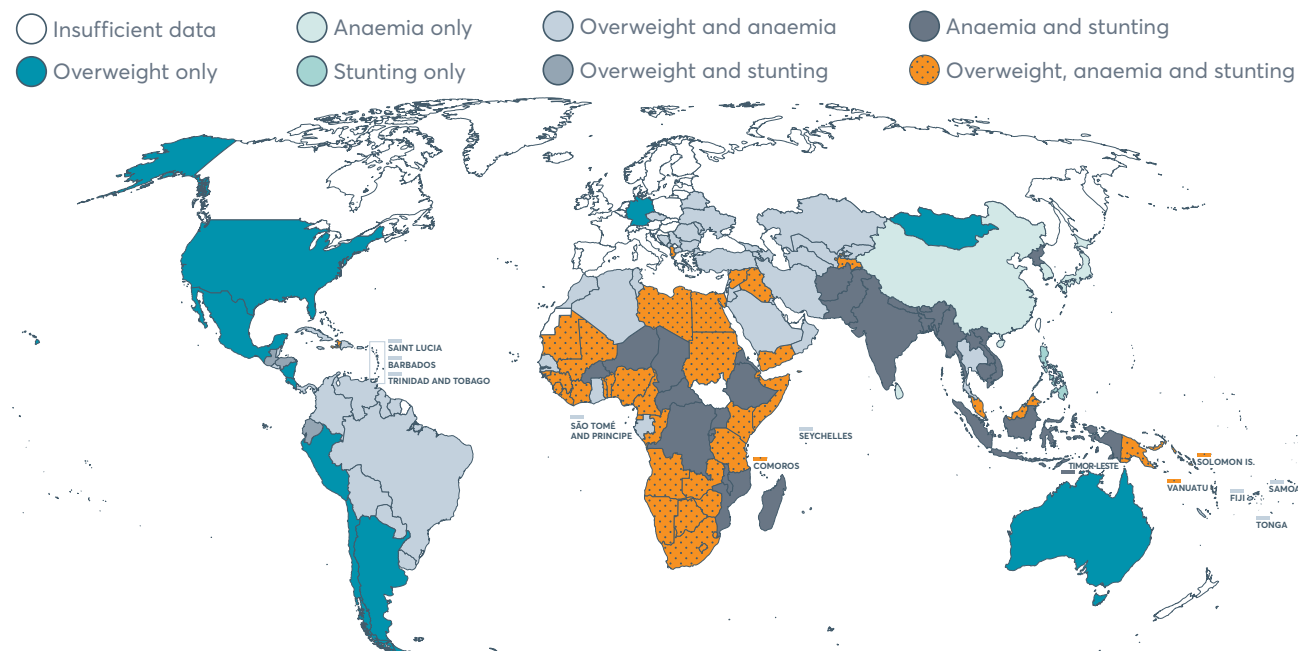 Insufficient data
Anaemia only
Overweight and anaemia
Anaemia and stunting
Overweight only
Stunting only
Overweight and stunting
Overweight, anaemia and stunting
SAINT LUCIA
BARBADOS
TRINIDAD AND TOBAGO
SÃO TOMÉ
AND PRINCIPE
SEYCHELLES
COMOROS
SOLOMON IS.
TIMOR-LESTE
VANUATU
FIJI
SAMOA
TONGA